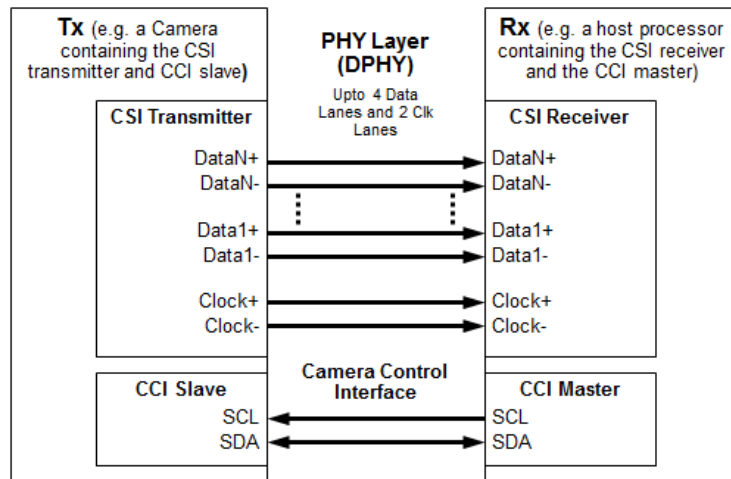 Tx (e.g. a Camera
containing the CSI
transmitter and CCI slave)
PHY Layer
(DPHY)
Upto 4 Data
Lanes and 2 Clk
Lanes
Rx (e.g. a host processor
containing the CSI receiver
and the CCI master)
CSI Transmitter
DataN+
DataN-
Data1+
Data1-
Clock+
Clock-
CSI Receiver
DataN+
DataN-
Data1+
Data1-
Clock+
Clock-
CCI Slave
SCL
SDA
Camera Control
Interface
CCI Master
SCL
SDA